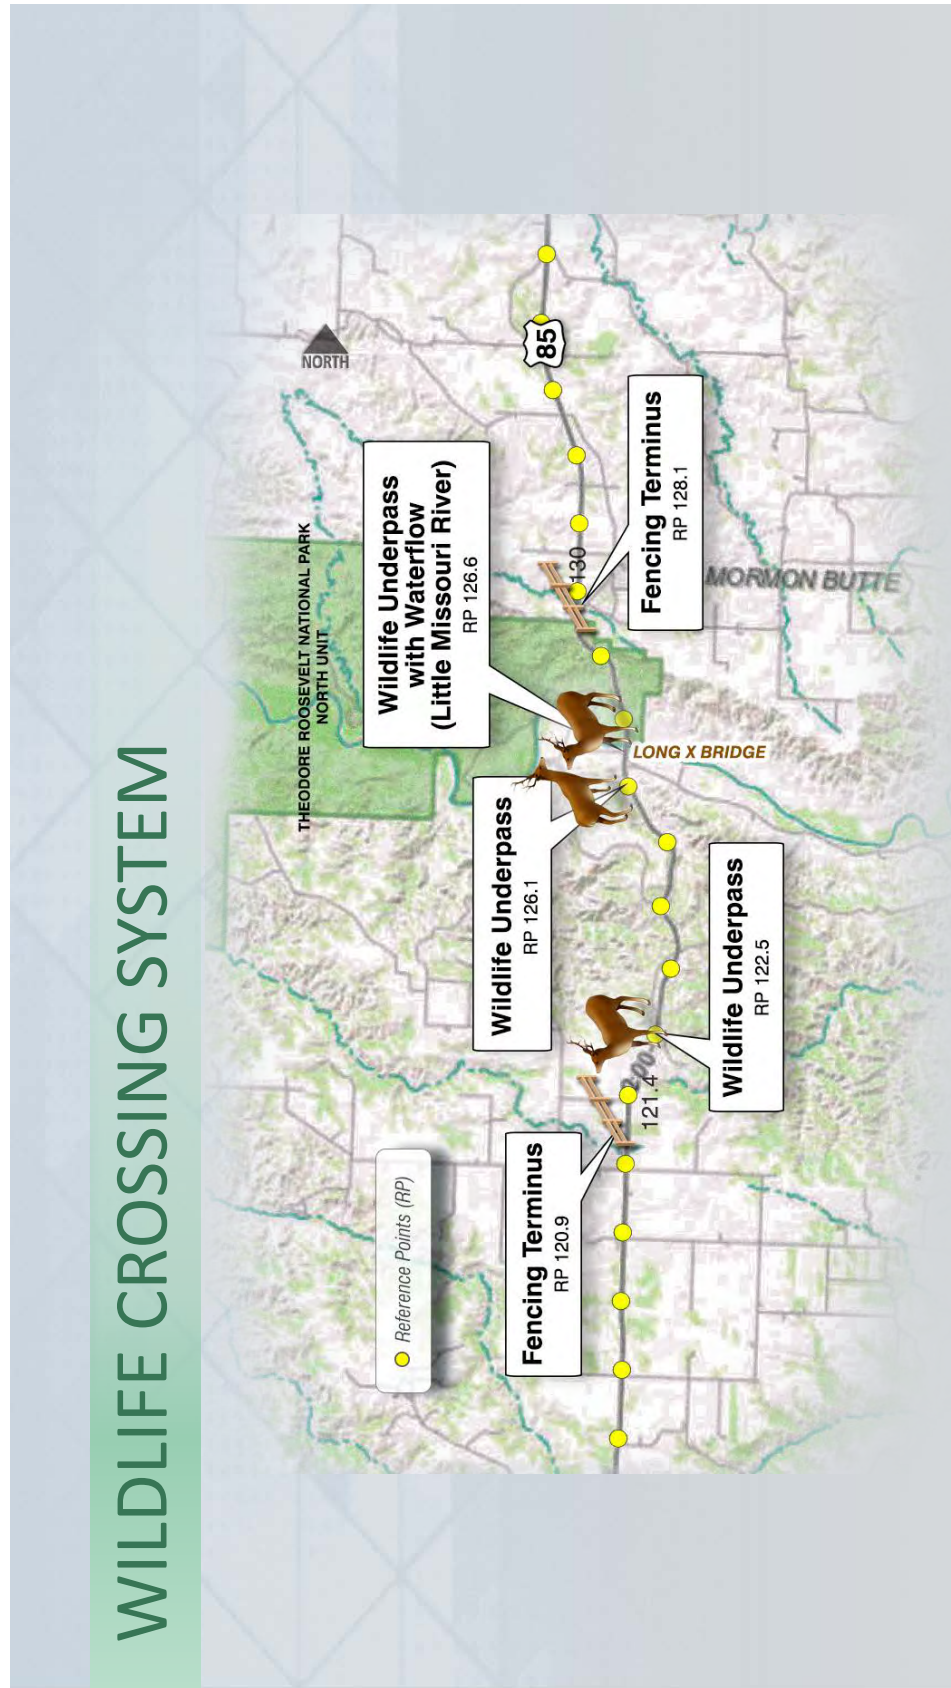 WILDLIFE CROSSING SYSTEM
THEODORE ROOSEVELT NATIONAL PARK
NORTH UNIT
NORTH
Reference Points (RP)
Wildlife Underpass
with Waterflow
(Little Missouri River)
RP 126.6
Wildlife Underpass
RP 126.1
Fencing Terminus
RP 120.9
85
130
121.4
LONG X BRIDGE
Fencing Terminus
RP 128.1
Wildlife Underpass
RP 122.5
MORMON BUTTE